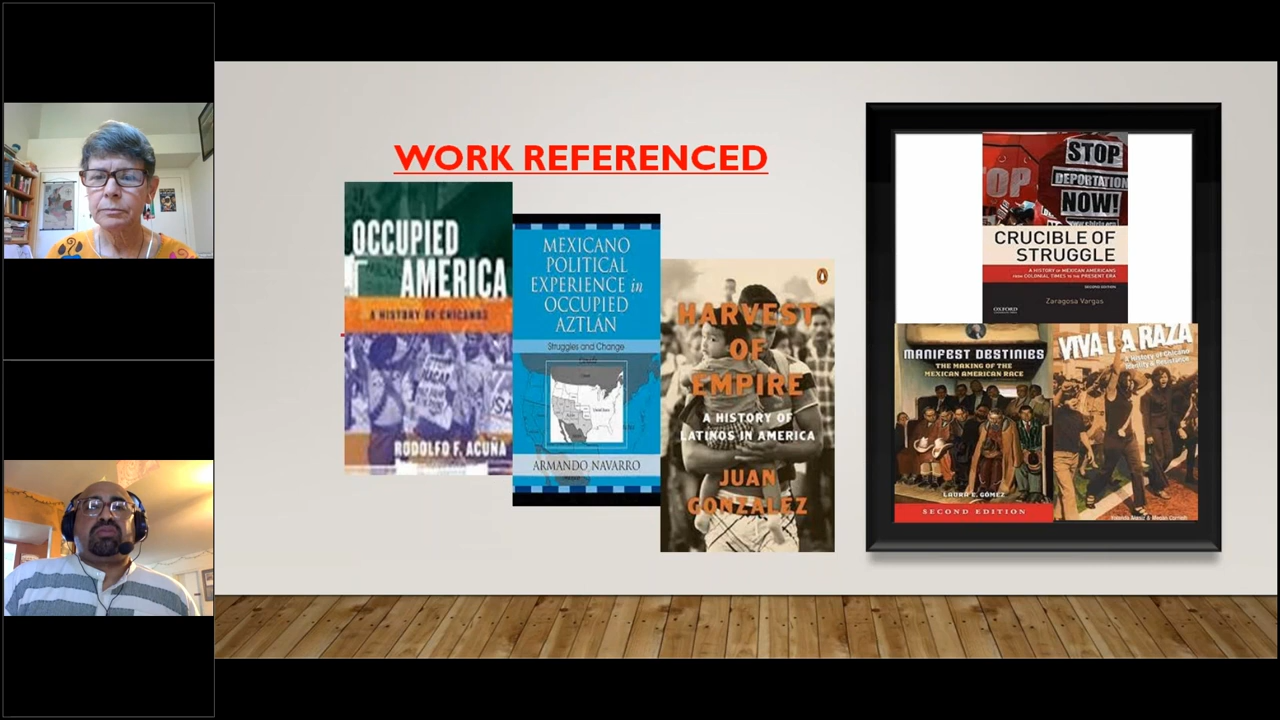 WORK REFERENCED
OCCUPIED
AMERICA
A HISTORY OF CHICANOS
RODOLFO F. ACUÑA
MEXICANO
POLITICAL
EXPERIENCE in
OCCUPIED
AZTLÁN
Struggles and Change
ARMANDO NAVARRO
HARVEST
OF
EMPIRE
A HISTORY OF
LATINOS IN AMERICA
JUAN
GONZALEZ
TOP
STOP
DEPORTATION
NOW!
CRUCIBLE OF
STRUGGLE
A HISTORY OF MEXICAN AMERICANS
FROM COLONIAL TIMES TO THE PRESENT ERA
SECOND EDITION
Zaragosa Vargas
OXFORD
MANIFEST DESTINIES
THE MAKING OF THE
MEXICAN AMERICAN RACE
LAURA E. GÓMEZ
SECOND EDITION
VIVA LA RAZA
A History of Chicano
Identity & Resistance